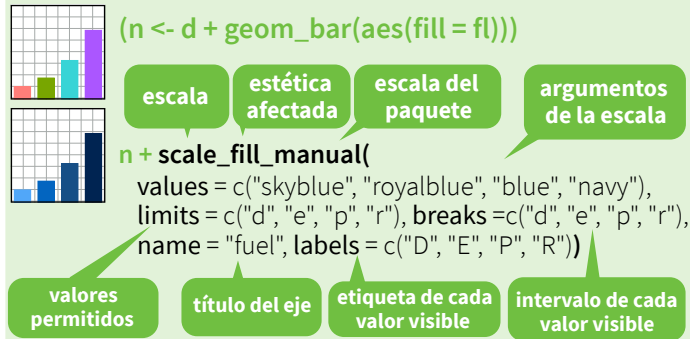 (n <- d + geom_bar(aes(fill = fl)))
escala
estética
afectada
escala del
paquete
argumentos
de la escala
n + scale_fill_manual(
values = c("skyblue", "royalblue", "blue", "navy"),
limits = c("d", "e", "p", "r"), breaks =c("d", "e", "p", "r"),
name = "fuel", labels = c("D", "E", "P", "R"))
valores
permitidos
título del eje
etiqueta de cada
valor visible
intervalo de cada
valor visible